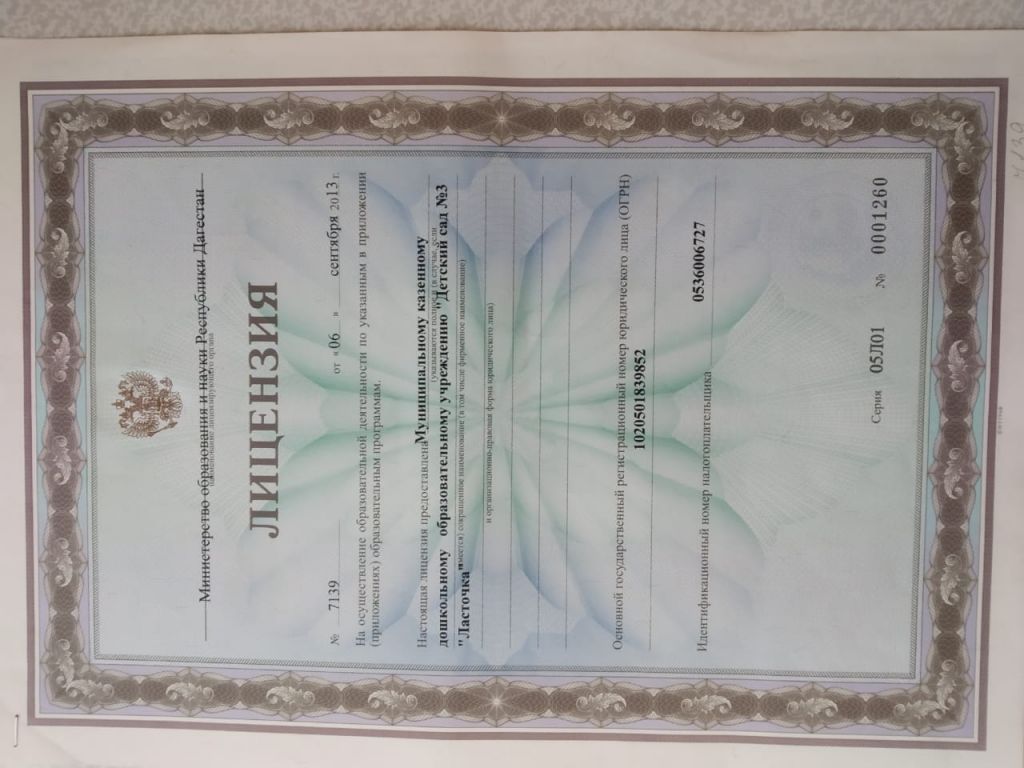 Министерство образования и науки Республики Дагестан
наименование лицензирующего органа
ЛИЦЕНЗИЯ
№ 7139 от « 06 » сентября 2013 г.
На осуществление образовательной деятельности по указанным в приложении
(приложениях) образовательным программам.
Настоящая лицензия предоставлена Муниципальному казенному
(указываются полное и (в случае, если
дошкольному образовательному учреждению "Детский сад №3
имеется) сокращенное наименование (в том числе фирменное наименование)
"Ласточка"
и организационно-правовая форма юридического лица)
Основной государственный регистрационный номер юридического лица (ОГРН)
1020501839852
Идентификационный номер налогоплательщика 0536006727
Серия 05Л01 № 0001260